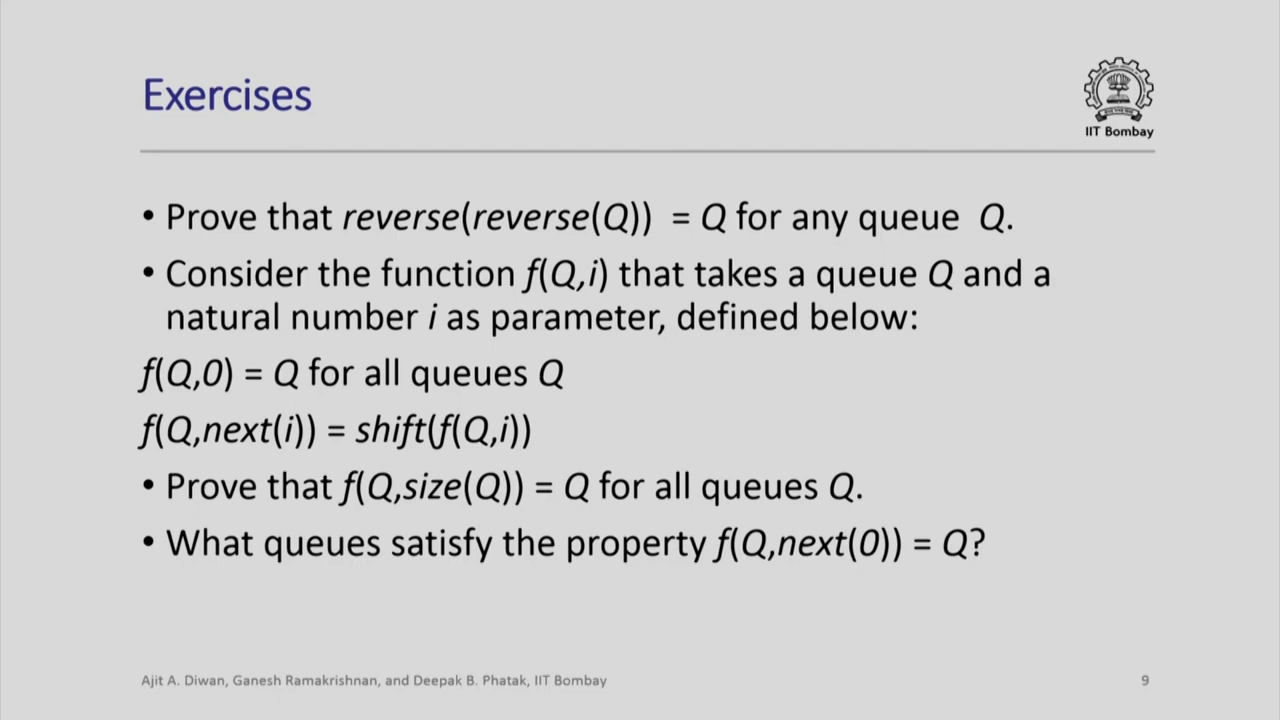 Exercises
IIT Bombay
• Prove that reverse(reverse(Q)) = Q for any queue Q.
• Consider the function f(Q,i) that takes a queue Q and a
natural number i as parameter, defined below:
f(Q,0) = Q for all queues Q
f(Q,next(i)) = shift(f(Q,i))
• Prove that f(Q,size(Q)) = Q for all queues Q.
• What queues satisfy the property f(Q,next(0)) = Q?
Ajit A. Diwan, Ganesh Ramakrishnan, and Deepak B. Phatak, IIT Bombay
9